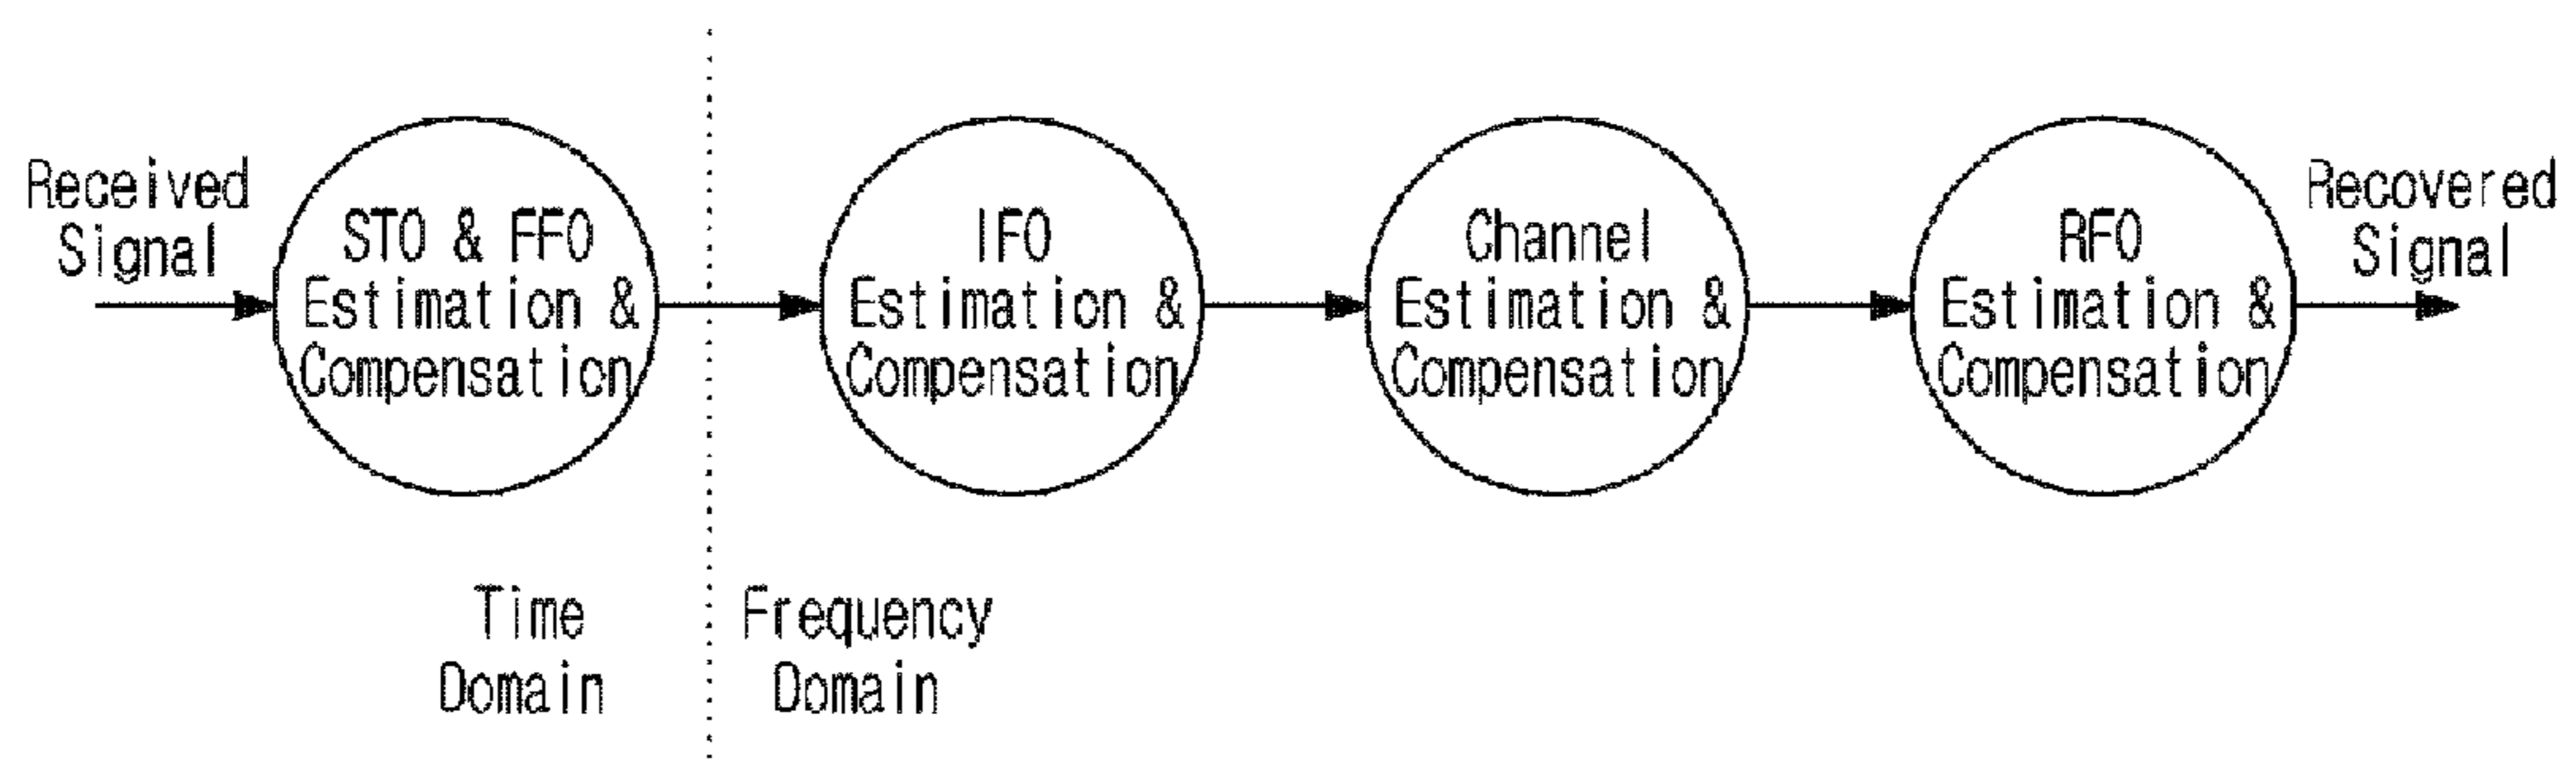 Received
Signal
STO & FFO
Estimation &
Compensation
IFO
Estimation &
Compensation
Channel
Estimation &
Compensation
RFO
Estimation &
Compensation
Recovered
Signal
Time
Domain
Frequency
Domain